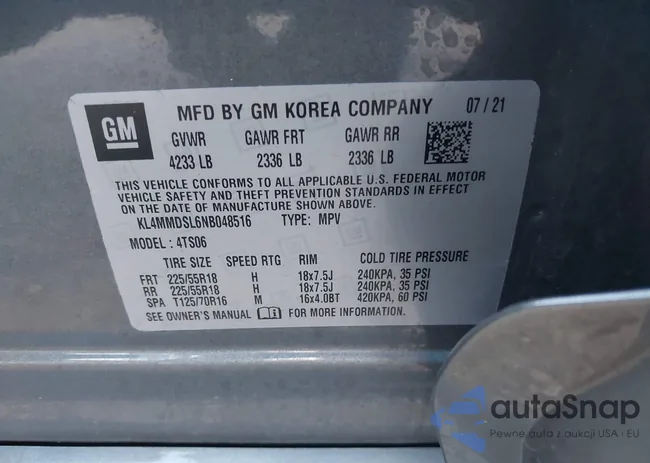 GM
MFD BY GM KOREA COMPANY 07 / 21
GVWR GAWR FRT GAWR RR
4233 LB 2336 LB 2336 LB
THIS VEHICLE CONFORMS TO ALL APPLICABLE U.S. FEDERAL MOTOR
VEHICLE SAFETY AND THEFT PREVENTION STANDARDS IN EFFECT
ON THE DATE OF MANUFACTURE SHOWN ABOVE.
KL4MMDSL6NB048516 TYPE: MPV
MODEL : 4TS06
TIRE SIZE SPEED RTG RIM COLD TIRE PRESSURE
FRT 225/55R18 H 18x7.5J 240KPA, 35 PSI
RR 225/55R18 H 18x7.5J 240KPA, 35 PSI
SPA T125/70R16 M 16x4.0BT 420KPA, 60 PSI
SEE OWNER'S MANUAL FOR MORE INFORMATION.
autaSnap
Pewne auta z aukcji USA i EU